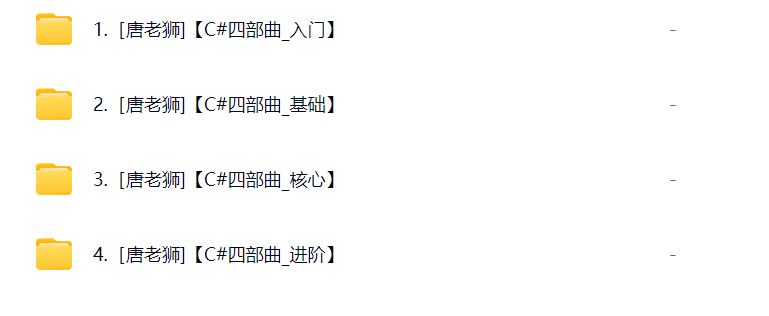 1. [唐老狮]【C#四部曲_入门】 -
2. [唐老狮]【C#四部曲_基础】 -
3. [唐老狮]【C#四部曲_核心】 -
4. [唐老狮]【C#四部曲_进阶】 -